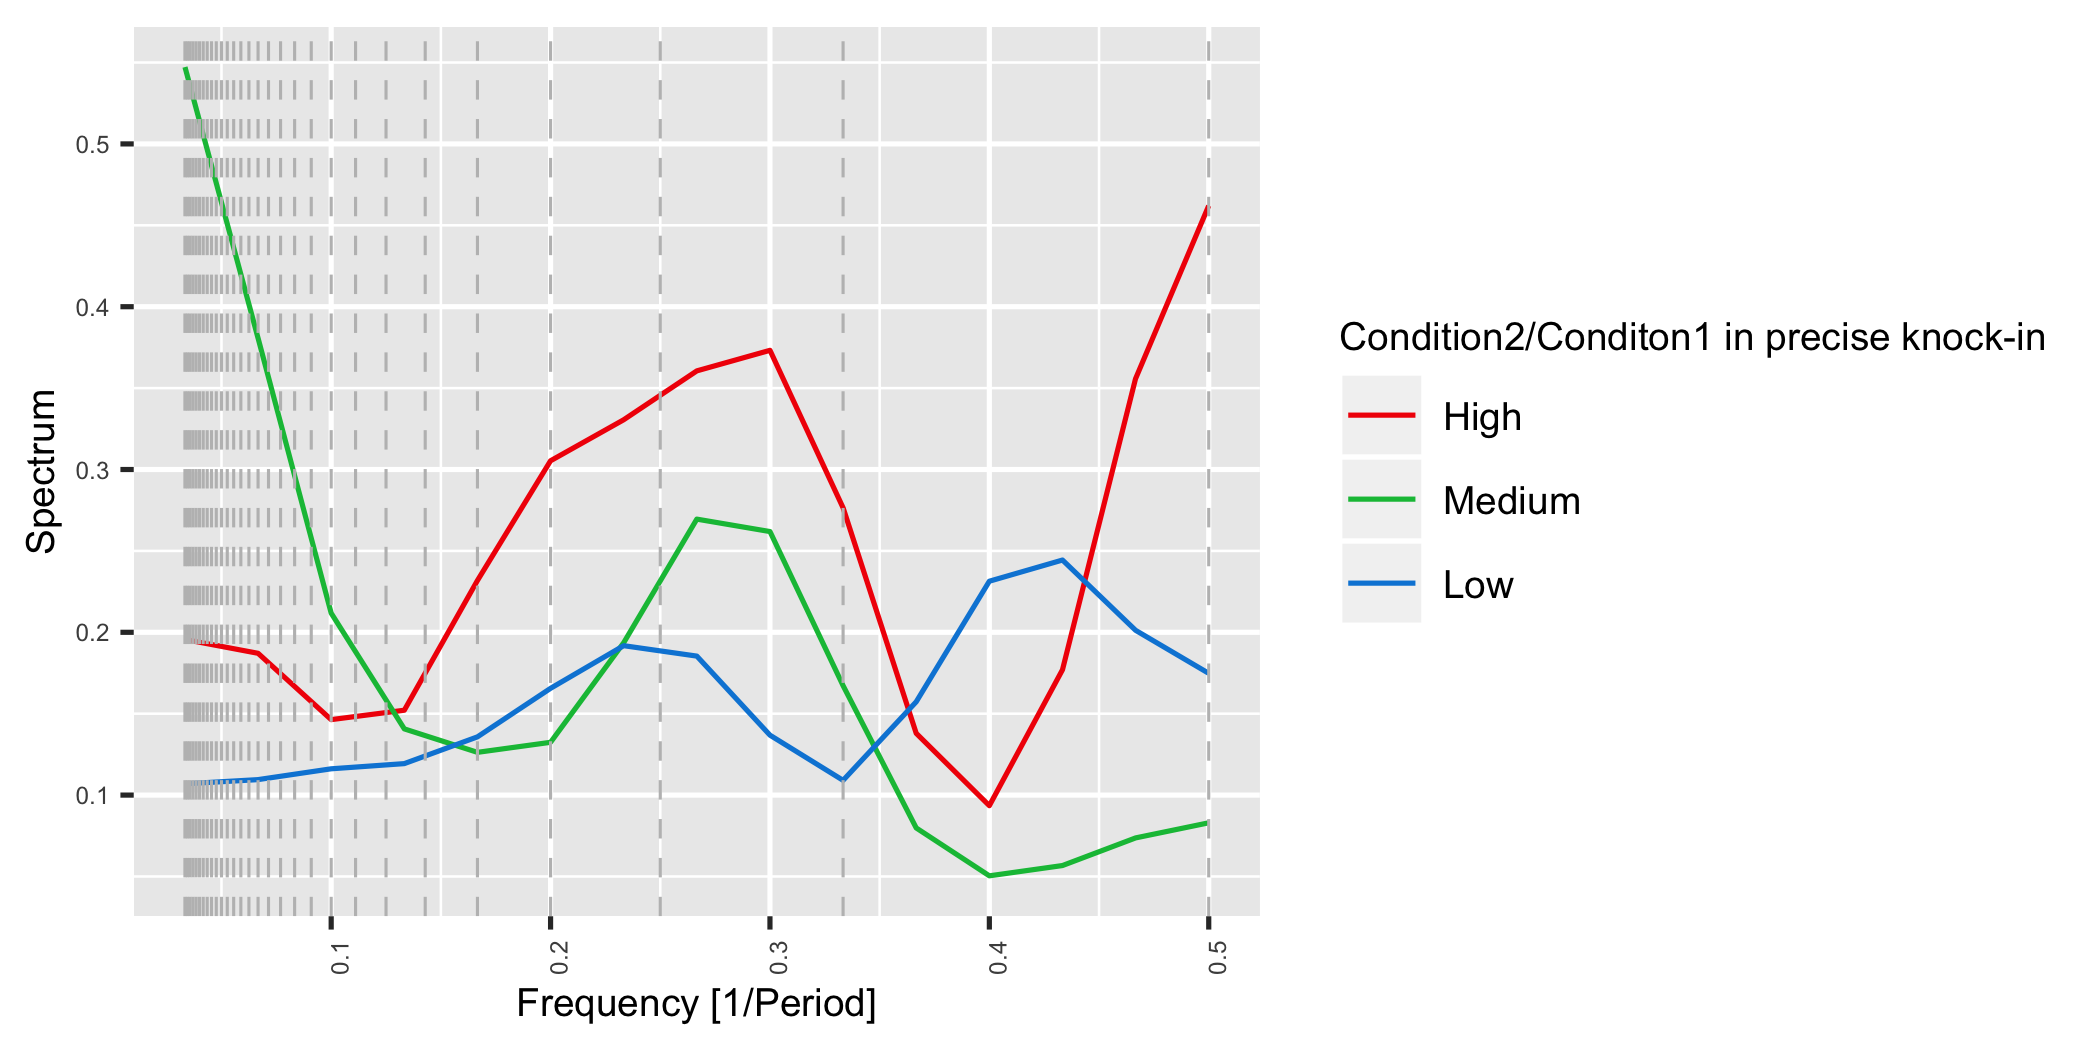 Spectrum
0.5
0.4
0.3
0.2
0.1
0.1
0.2
0.3
0.4
0.5
Frequency [1/Period]
Condition2/Conditon1 in precise knock-in
High
Medium
Low